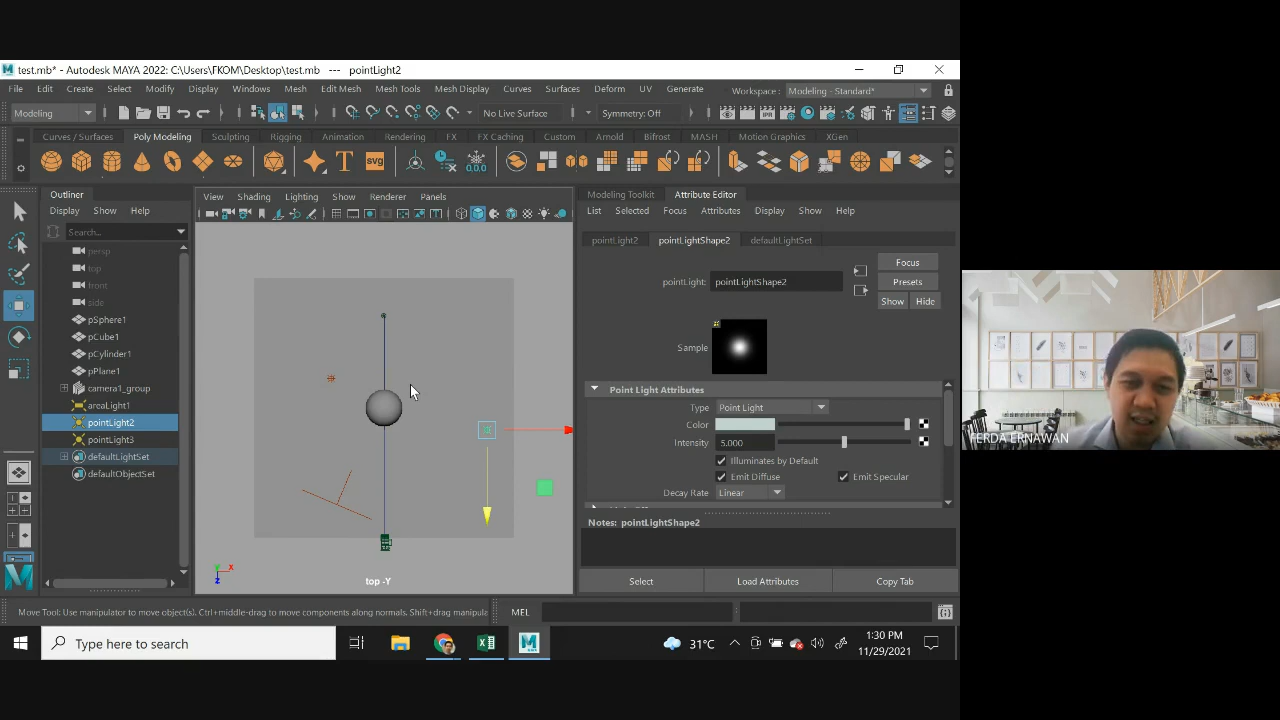 test.mb* - Autodesk MAYA 2022: C:\Users\FKOM\Desktop\test.mb --- pointLight2
File Edit Create Select Modify Display Windows Mesh Edit Mesh Mesh Tools Mesh Display Curves Surfaces Deform UV Generate Workspace : Modeling - Standard*
Modeling No Live Surface Symmetry: Off
Curves / Surfaces Poly Modeling Sculpting Rigging Animation Rendering FX FX Caching Custom Arnold Bifrost MASH Motion Graphics XGen
T SVG 0,0,0
Outliner
Display Show Help
Search...
persp
top
front
side
pSphere1
pCube1
pCylinder1
pPlane1
camera1_group
areaLight1
pointLight2
pointLight3
defaultLightSet
defaultObjectSet
View Shading Lighting Show Renderer Panels
Y X
Z
top -Y
Modeling Toolkit Attribute Editor
List Selected Focus Attributes Display Show Help
pointLight2 pointLightShape2 defaultLightSet
pointLight: pointLightShape2
Focus
Presets
Show Hide
Sample
Point Light Attributes
Type Point Light
Color
Intensity 5.000
Illuminates by Default
Emit Diffuse Emit Specular
Decay Rate Linear
Notes: pointLightShape2
Select Load Attributes Copy Tab
Move Tool: Use manipulator to move object(s). Ctrl+middle-drag to move components along normals. Shift+drag manipula
MEL
Type here to search
31°C
1:30 PM
11/29/2021
FERDA ERNAWAN